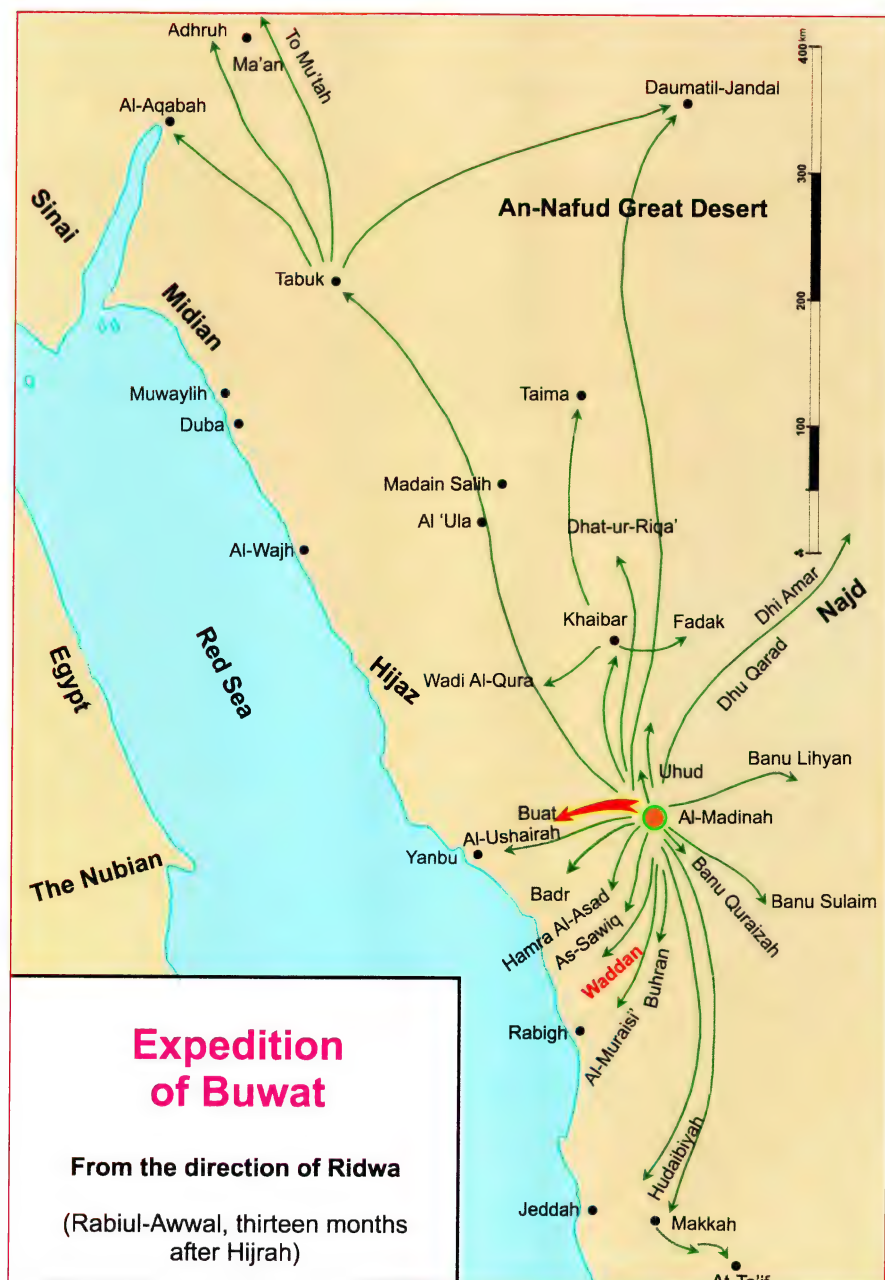 Adhruh
Ma'an
To Mu'tah
Al-Aqabah
Daumatil-Jandal
400 km
300
200
100
Sinai
An-Nafud Great Desert
Tabuk
Midian
Muwaylih
Duba
Taima
Madain Salih
Al 'Ula
Dhat-ur-Riqa'
Al-Wajh
Khaibar
Fadak
Dhi Amar
Najd
Dhu Qarad
Egypt
Red Sea
Hijaz
Wadi Al-Qura
Uhud
Banu Lihyan
Buat
Al-Madinah
Al-Ushairah
Yanbu
The Nubian
Badr
Banu Quraizah
Banu Sulaim
Hamra Al-Asad
As-Sawiq
Waddan
Buhran
Al-Muraisi'
Rabigh
Hudaibiyah
Jeddah
Makkah
Expedition
of Buwat
From the direction of Ridwa
(Rabiul-Awwal, thirteen months
after Hijrah)